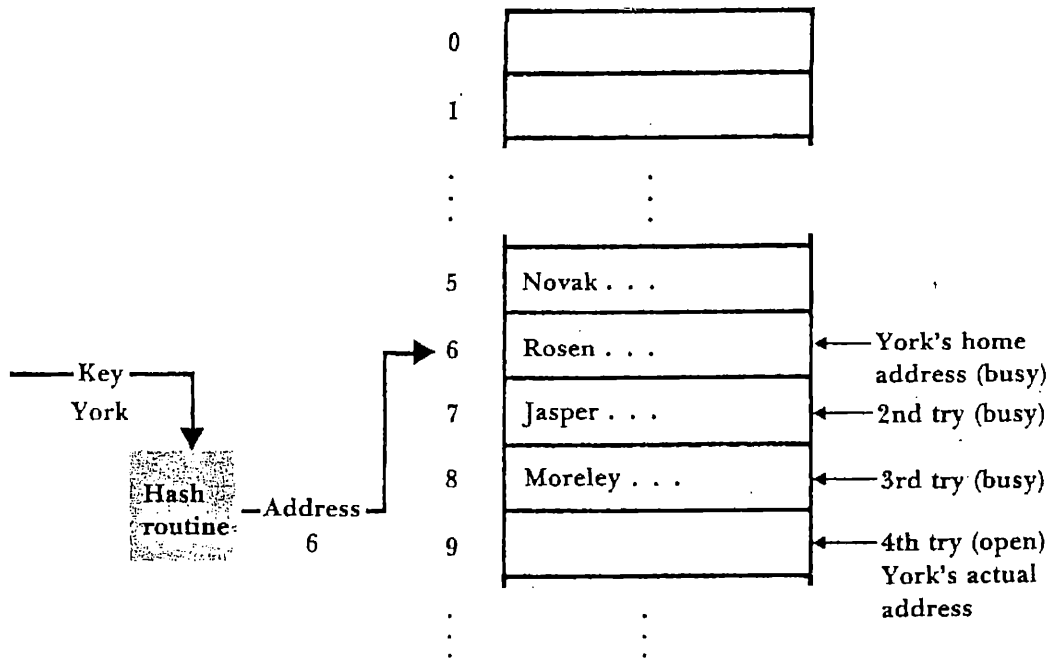 0
1
5
Novak . . .
6
Rosen . . .
York's home
address (busy)
Key
York
7
Jasper . . .
2nd try (busy)
8
Moreley . . .
3rd try (busy)
Hash
routine
Address
6
9
4th try (open)
York's actual
address